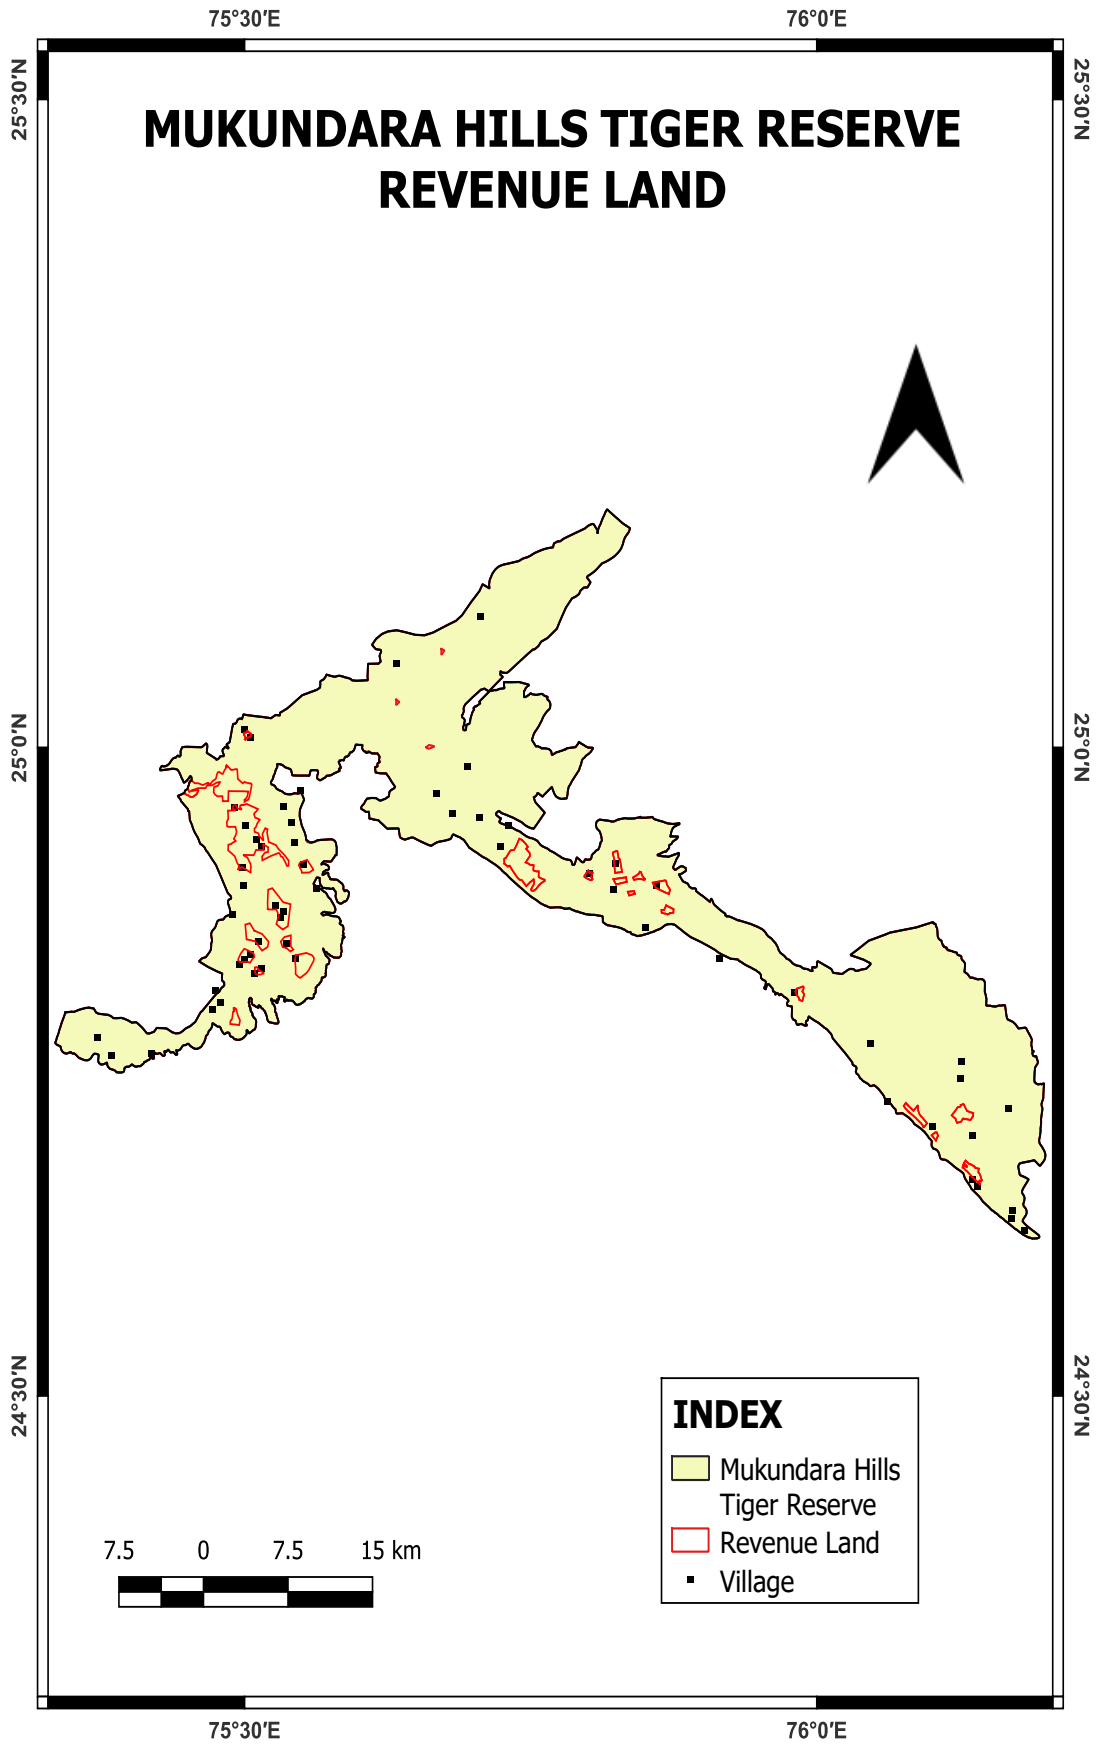 75°30′E 76°0′E
25°30′N 25°30′N
MUKUNDARA HILLS TIGER RESERVE
REVENUE LAND
25°0′N 25°0′N
24°30′N 24°30′N
INDEX
Mukundara Hills
Tiger Reserve
Revenue Land
Village
7.5 0 7.5 15 km
75°30′E 76°0′E